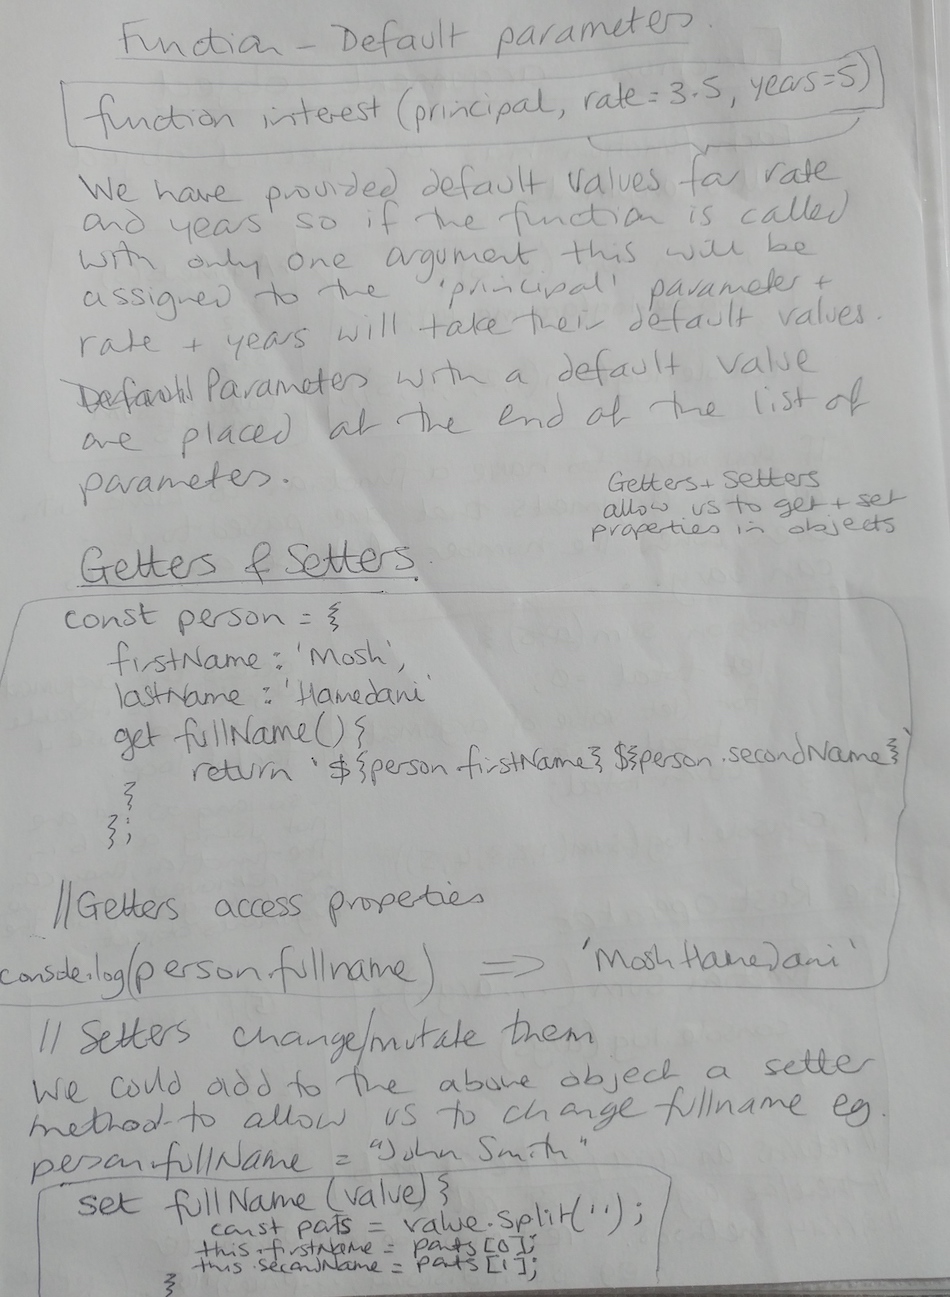 Function - Default parameters.
function interest (principal, rate = 3.5, years=5)
We have provided default values for rate
and years so if the function is called
with only one argument this will be
assigned to the 'principal' parameter +
rate + years will take their default values.
Default Parameters with a default value
are placed at the end of the list of
parameters.
Getters + Setters
allow us to get + set
properties in objects
Getters & Setters.
const person = {
firstName : 'Mosh',
lastName : 'Hamedani'
get fullName() {
return `${person.firstName} ${person.secondName}`
}
};
//Getters access properties
console.log(person.fullname) => 'Mosh Hamedani'
// Setters change/mutate them
We could add to the above object a setter
method to allow us to change fullname eg.
person.fullName = "John Smith"
set fullName (value) {
const parts = value.split('');
this.firstName = parts[0];
this.secondName = parts[1];
}